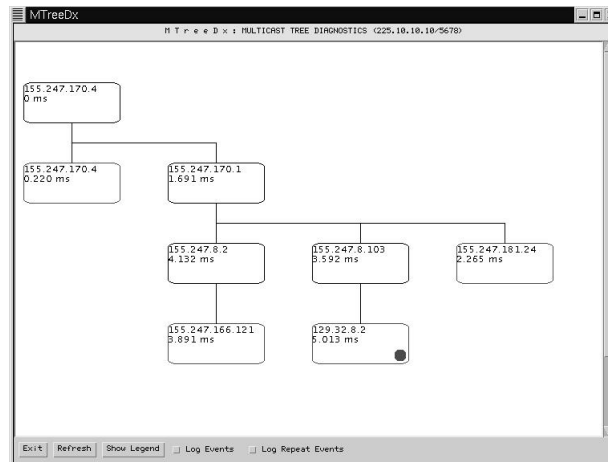 MTreeDx
M T r e e D x : MULTICAST TREE DIAGNOSTICS (225.10.10.10/5678)
155.247.170.4
0 ms
155.247.170.4
0.220 ms
155.247.170.1
1.691 ms
155.247.8.2
4.132 ms
155.247.8.103
3.592 ms
155.247.181.24
2.265 ms
155.247.166.121
3.891 ms
129.32.8.2
5.013 ms
Exit Refresh Show Legend Log Events Log Repeat Events